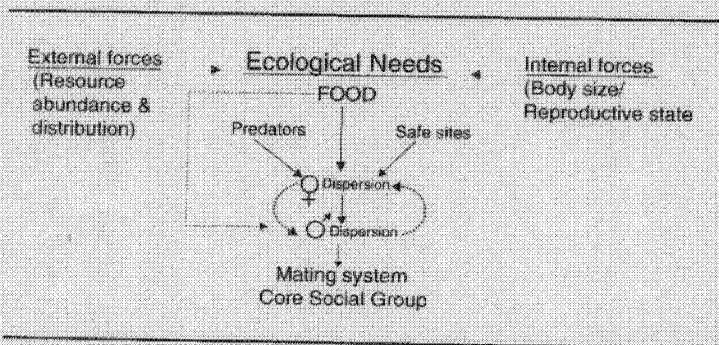 External forces
(Resource
abundance &
distribution)
Ecological Needs
FOOD
Internal forces
(Body size/
Reproductive state
Predators
Safe sites
♀ Dispersion
♂ Dispersion
Mating system
Core Social Group